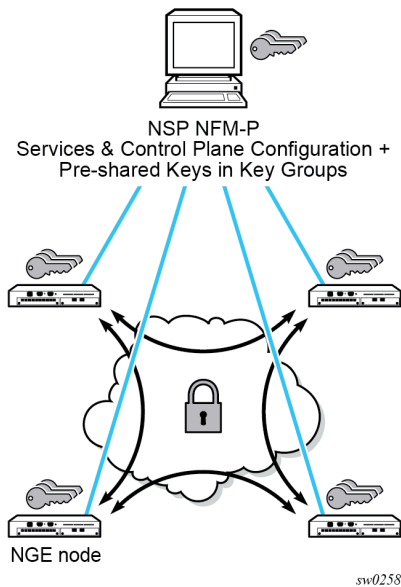 NSP NFM-P
Services & Control Plane Configuration +
Pre-shared Keys in Key Groups
NGE node
sw0258